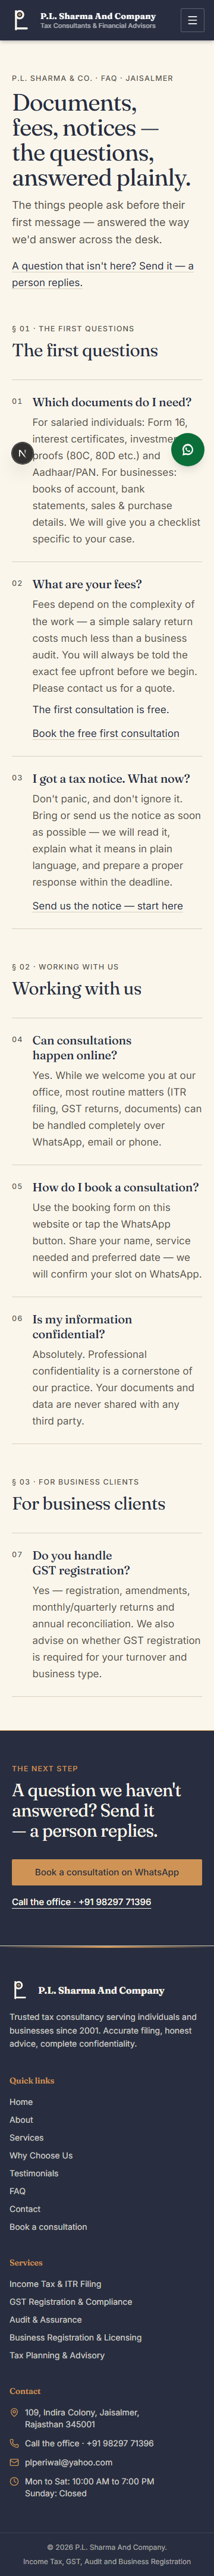 P.L. Sharma And Company
Tax Consultants & Financial Advisors
P.L. SHARMA & CO. · FAQ · JAISALMER
Documents,
fees, notices —
the questions,
answered plainly.
The things people ask before their
first message — answered the way
we'd answer across the desk.
A question that isn't here? Send it — a
person replies.
§ 01 · THE FIRST QUESTIONS
The first questions
01 Which documents do I need?
For salaried individuals: Form 16,
interest certificates, investment
proofs (80C, 80D etc.) and
Aadhaar/PAN. For businesses:
books of account, bank
statements, sales & purchase
details. We will give you a checklist
specific to your case.
02 What are your fees?
Fees depend on the complexity of
the work — a simple salary return
costs much less than a business
audit. You will always be told the
exact fee upfront before we begin.
Please contact us for a quote.
The first consultation is free.
Book the free first consultation
03 I got a tax notice. What now?
Don't panic, and don't ignore it.
Bring or send us the notice as soon
as possible — we will read it,
explain what it means in plain
language, and prepare a proper
response within the deadline.
Send us the notice — start here
§ 02 · WORKING WITH US
Working with us
04 Can consultations
happen online?
Yes. While we welcome you at our
office, most routine matters (ITR
filing, GST returns, documents) can
be handled completely over
WhatsApp, email or phone.
05 How do I book a consultation?
Use the booking form on this
website or tap the WhatsApp
button. Share your name, service
needed and preferred date — we
will confirm your slot on WhatsApp.
06 Is my information
confidential?
Absolutely. Professional
confidentiality is a cornerstone of
our practice. Your documents and
data are never shared with any
third party.
§ 03 · FOR BUSINESS CLIENTS
For business clients
07 Do you handle
GST registration?
Yes — registration, amendments,
monthly/quarterly returns and
annual reconciliation. We also
advise on whether GST registration
is required for your turnover and
business type.
THE NEXT STEP
A question we haven't
answered? Send it
— a person replies.
Book a consultation on WhatsApp
Call the office · +91 98297 71396
P.L. Sharma And Company
Trusted tax consultancy serving individuals and
businesses since 2001. Accurate filing, honest
advice, complete confidentiality.
Quick links
Home
About
Services
Why Choose Us
Testimonials
FAQ
Contact
Book a consultation
Services
Income Tax & ITR Filing
GST Registration & Compliance
Audit & Assurance
Business Registration & Licensing
Tax Planning & Advisory
Contact
109, Indira Colony, Jaisalmer,
Rajasthan 345001
Call the office · +91 98297 71396
plperiwal@yahoo.com
Mon to Sat: 10:00 AM to 7:00 PM
Sunday: Closed
© 2026 P.L. Sharma And Company.
Income Tax, GST, Audit and Business Registration